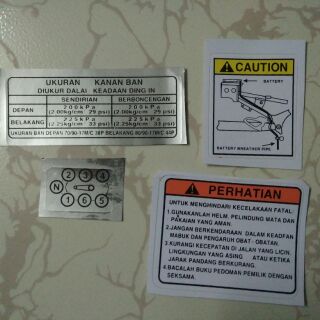 UKURAN KANAN BAN
DIUKUR DALAI KEADAAN DING IN
SENDIRIAN BERBONCENGAN
DEPAN 200kPa 200kPa
(2.00kg/cm² 29 psi) (2.00kg/cm² 29 psi)
BELAKANG 225kPa 225kPa
(2.25kg/cm² 33 psi) (2.25kg/cm² 33 psi)
UKURAN BAN DEPAN 70/90-17M/C 38P BELAKANG 80/90-17M/C 44P
CAUTION
BATTERY
BATTERY BREATHER PIPE
2 3 4
N
1 6 5
PERHATIAN
UNTUK MENGHINDARI KECELAKAAN FATAL
1.GUNAKANLAH HELM, PELINDUNG MATA DAN
PAKAIAN YANG AMAN.
2.JANGAN BERKENDARAAN DALAM KEADFAN
MABUK DAN PENGARUH OBAT - OBATAN.
3.KURANGI KECEPATAN DI JALAN YANG LICIN,
LINGKUNGAN YANG ASING ATAU KETIKA
JARAK PANDANG BERKURANG.
4.BACALAH BUKU PEDOMAN PEMILIK DENGAN
SEKSAMA.